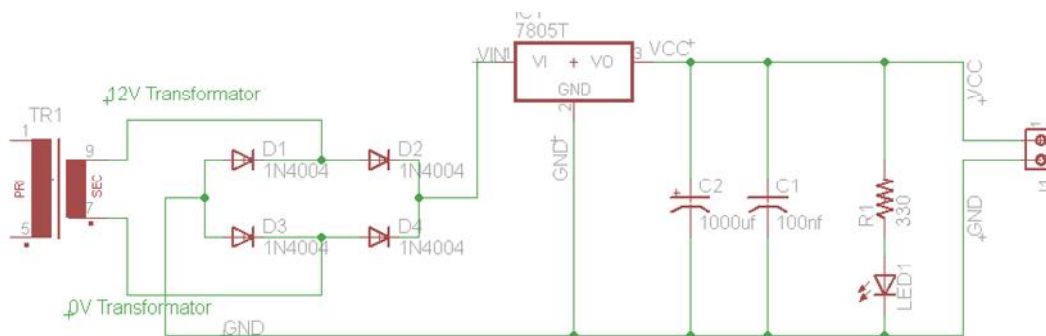 IC1
7805T
VIN
1
VI
VO
3
VCC
GND
2
12V Transformator
TR1
1
9
PRI
SEC
5
7
D1
1N4004
D2
1N4004
D3
1N4004
D4
1N4004
0V Transformator
GND
GND
C2
1000uf
C1
100nf
R1
330
LED1
VCC
GND
1